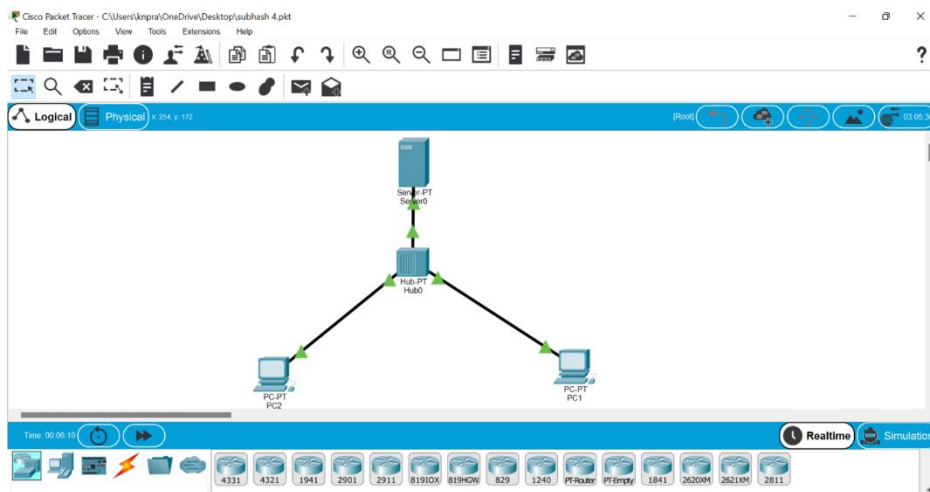 Cisco Packet Tracer - C:\Users\knpra\OneDrive\Desktop\subhash 4.pkt
File Edit Options View Tools Extensions Help
Logical Physical x: 254, y: 172 [Root] 03:05:3
Server-PT
Server0
Hub-PT
Hub0
PC-PT
PC2
PC-PT
PC1
Time: 00:06:10 Realtime Simulation
4331 4321 1941 2901 2911 819IOX 819HGW 829 1240 PT-Router PT-Empty 1841 2620XM 2621XM 2811